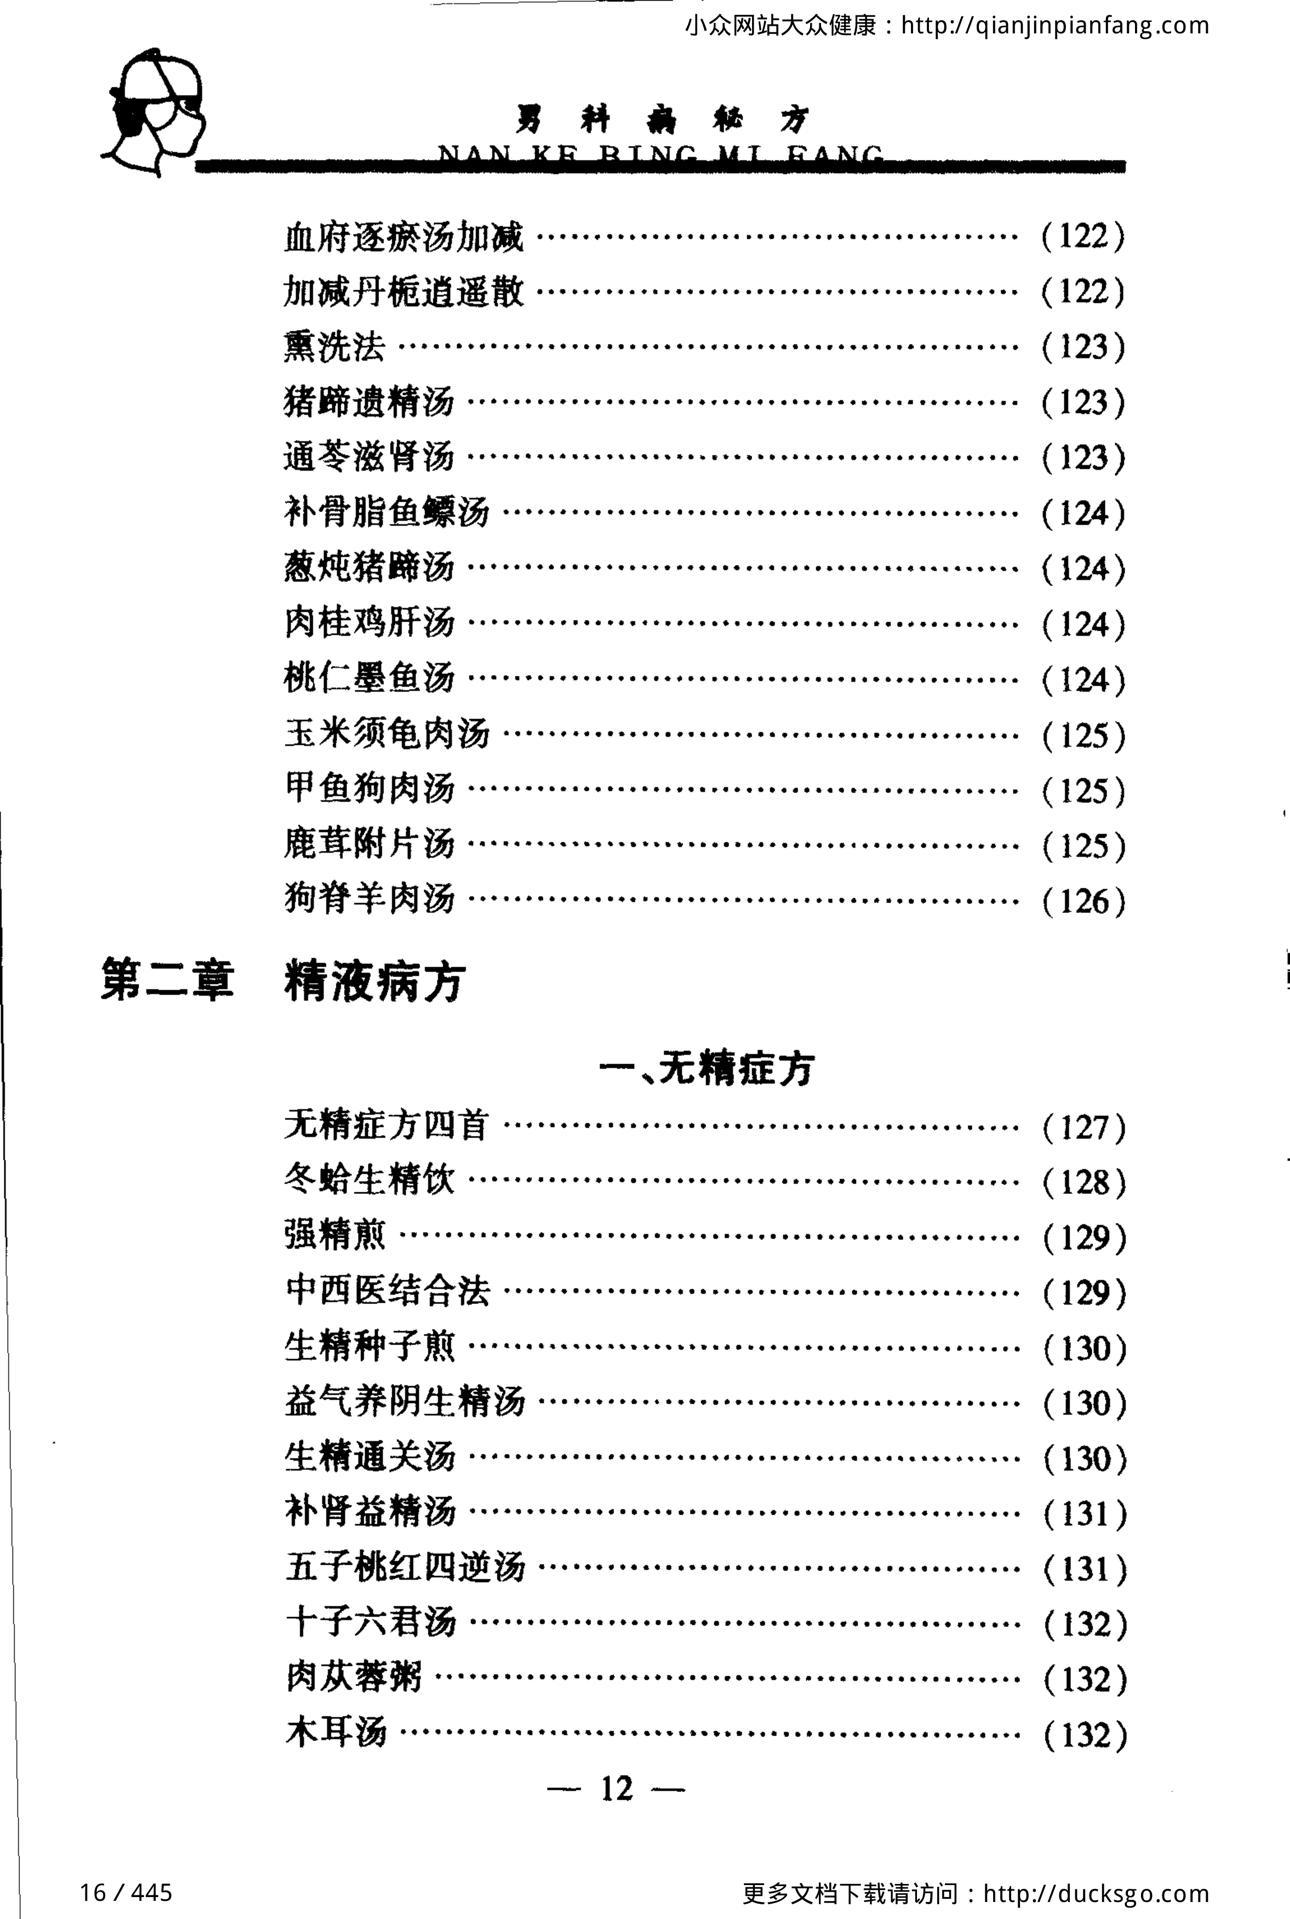 小众网站大众健康：http://qianjinpianfang.com
男科病秘方
NAN KE BING MI FANG
血府逐瘀汤加减……………………………………(122)
加减丹栀逍遥散……………………………………(122)
熏洗法………………………………………………(123)
猪蹄遗精汤…………………………………………(123)
通苓滋肾汤…………………………………………(123)
补骨脂鱼鳔汤………………………………………(124)
葱炖猪蹄汤…………………………………………(124)
肉桂鸡肝汤…………………………………………(124)
桃仁墨鱼汤…………………………………………(124)
玉米须龟肉汤………………………………………(125)
甲鱼狗肉汤…………………………………………(125)
鹿茸附片汤…………………………………………(125)
狗脊羊肉汤…………………………………………(126)
第二章 精液病方
一、无精症方
无精症方四首………………………………………(127)
冬蛤生精饮…………………………………………(128)
强精煎………………………………………………(129)
中西医结合法………………………………………(129)
生精种子煎…………………………………………(130)
益气养阴生精汤……………………………………(130)
生精通关汤…………………………………………(130)
补肾益精汤…………………………………………(131)
五子桃红四逆汤……………………………………(131)
十子六君汤…………………………………………(132)
肉苁蓉粥……………………………………………(132)
木耳汤………………………………………………(132)
— 12 —
16 / 445
更多文档下载请访问：http://ducksgo.com